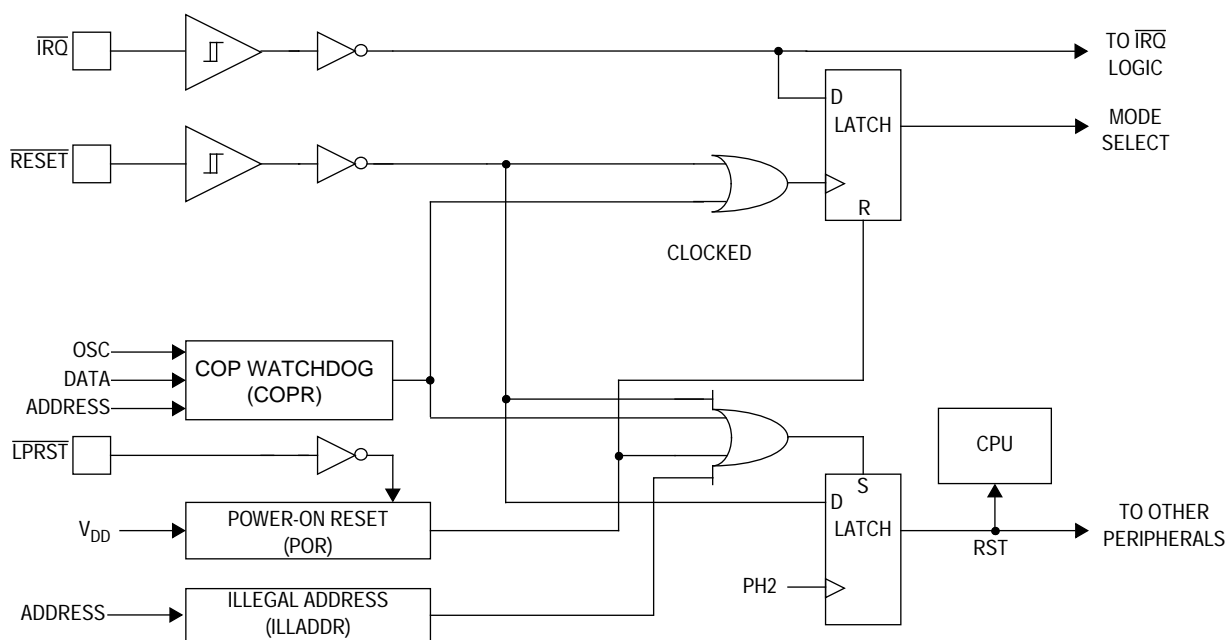 IRQ
TO IRQ
LOGIC
D
LATCH
MODE
SELECT
RESET
R
CLOCKED
OSC
DATA
ADDRESS
COP WATCHDOG
(COPR)
LPRST
CPU
S
D
LATCH
VDD
POWER-ON RESET
(POR)
RST
TO OTHER
PERIPHERALS
PH2
ADDRESS
ILLEGAL ADDRESS
(ILLADDR)